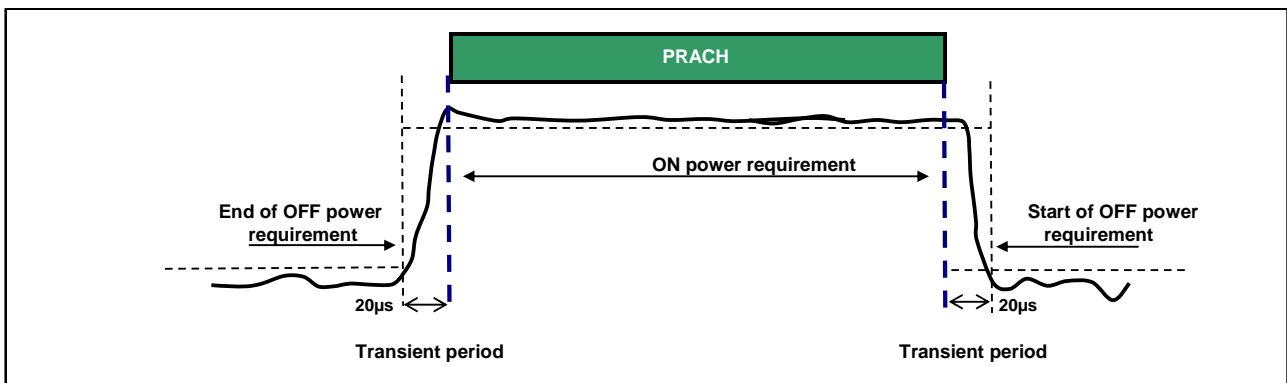 PRACH
ON power requirement
End of OFF power
requirement
Start of OFF power
requirement
20µs
20µs
Transient period
Transient period